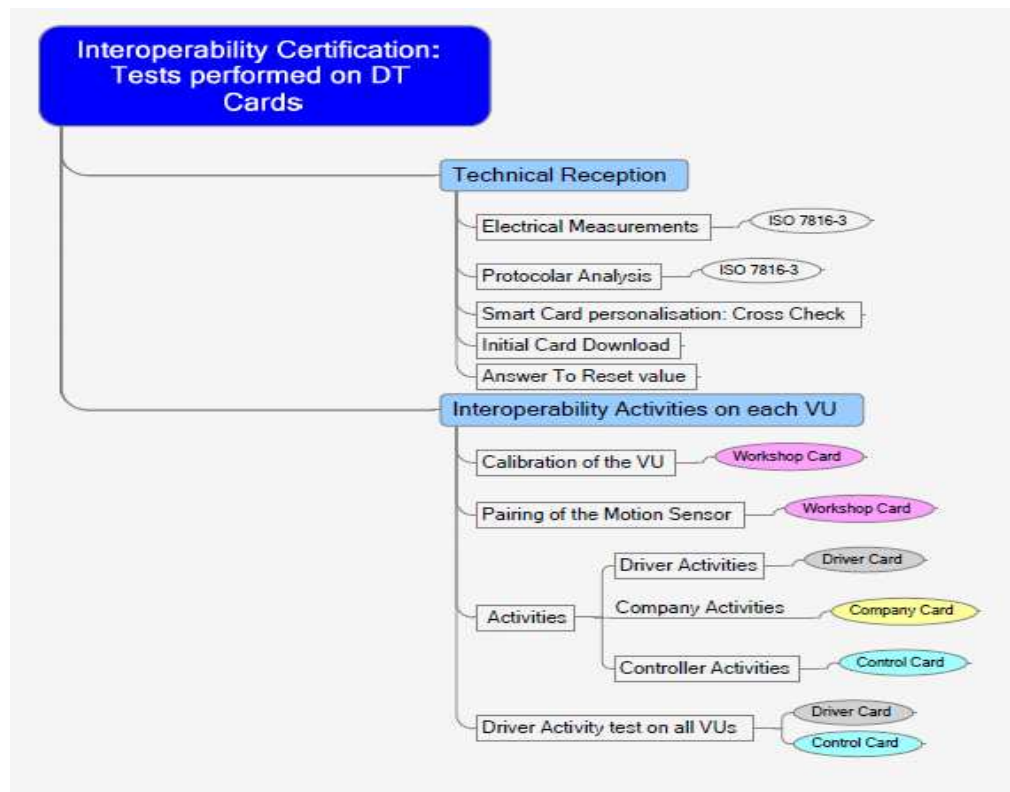 Interoperability Certification:
Tests performed on DT
Cards
Technical Reception
Electrical Measurements
ISO 7816-3
Protocolar Analysis
ISO 7816-3
Smart Card personalisation: Cross Check
Initial Card Download
Answer To Reset value
Interoperability Activities on each VU
Calibration of the VU
Workshop Card
Pairing of the Motion Sensor
Workshop Card
Activities
Driver Activities
Driver Card
Company Activities
Company Card
Controller Activities
Control Card
Driver Activity test on all VUs
Driver Card
Control Card